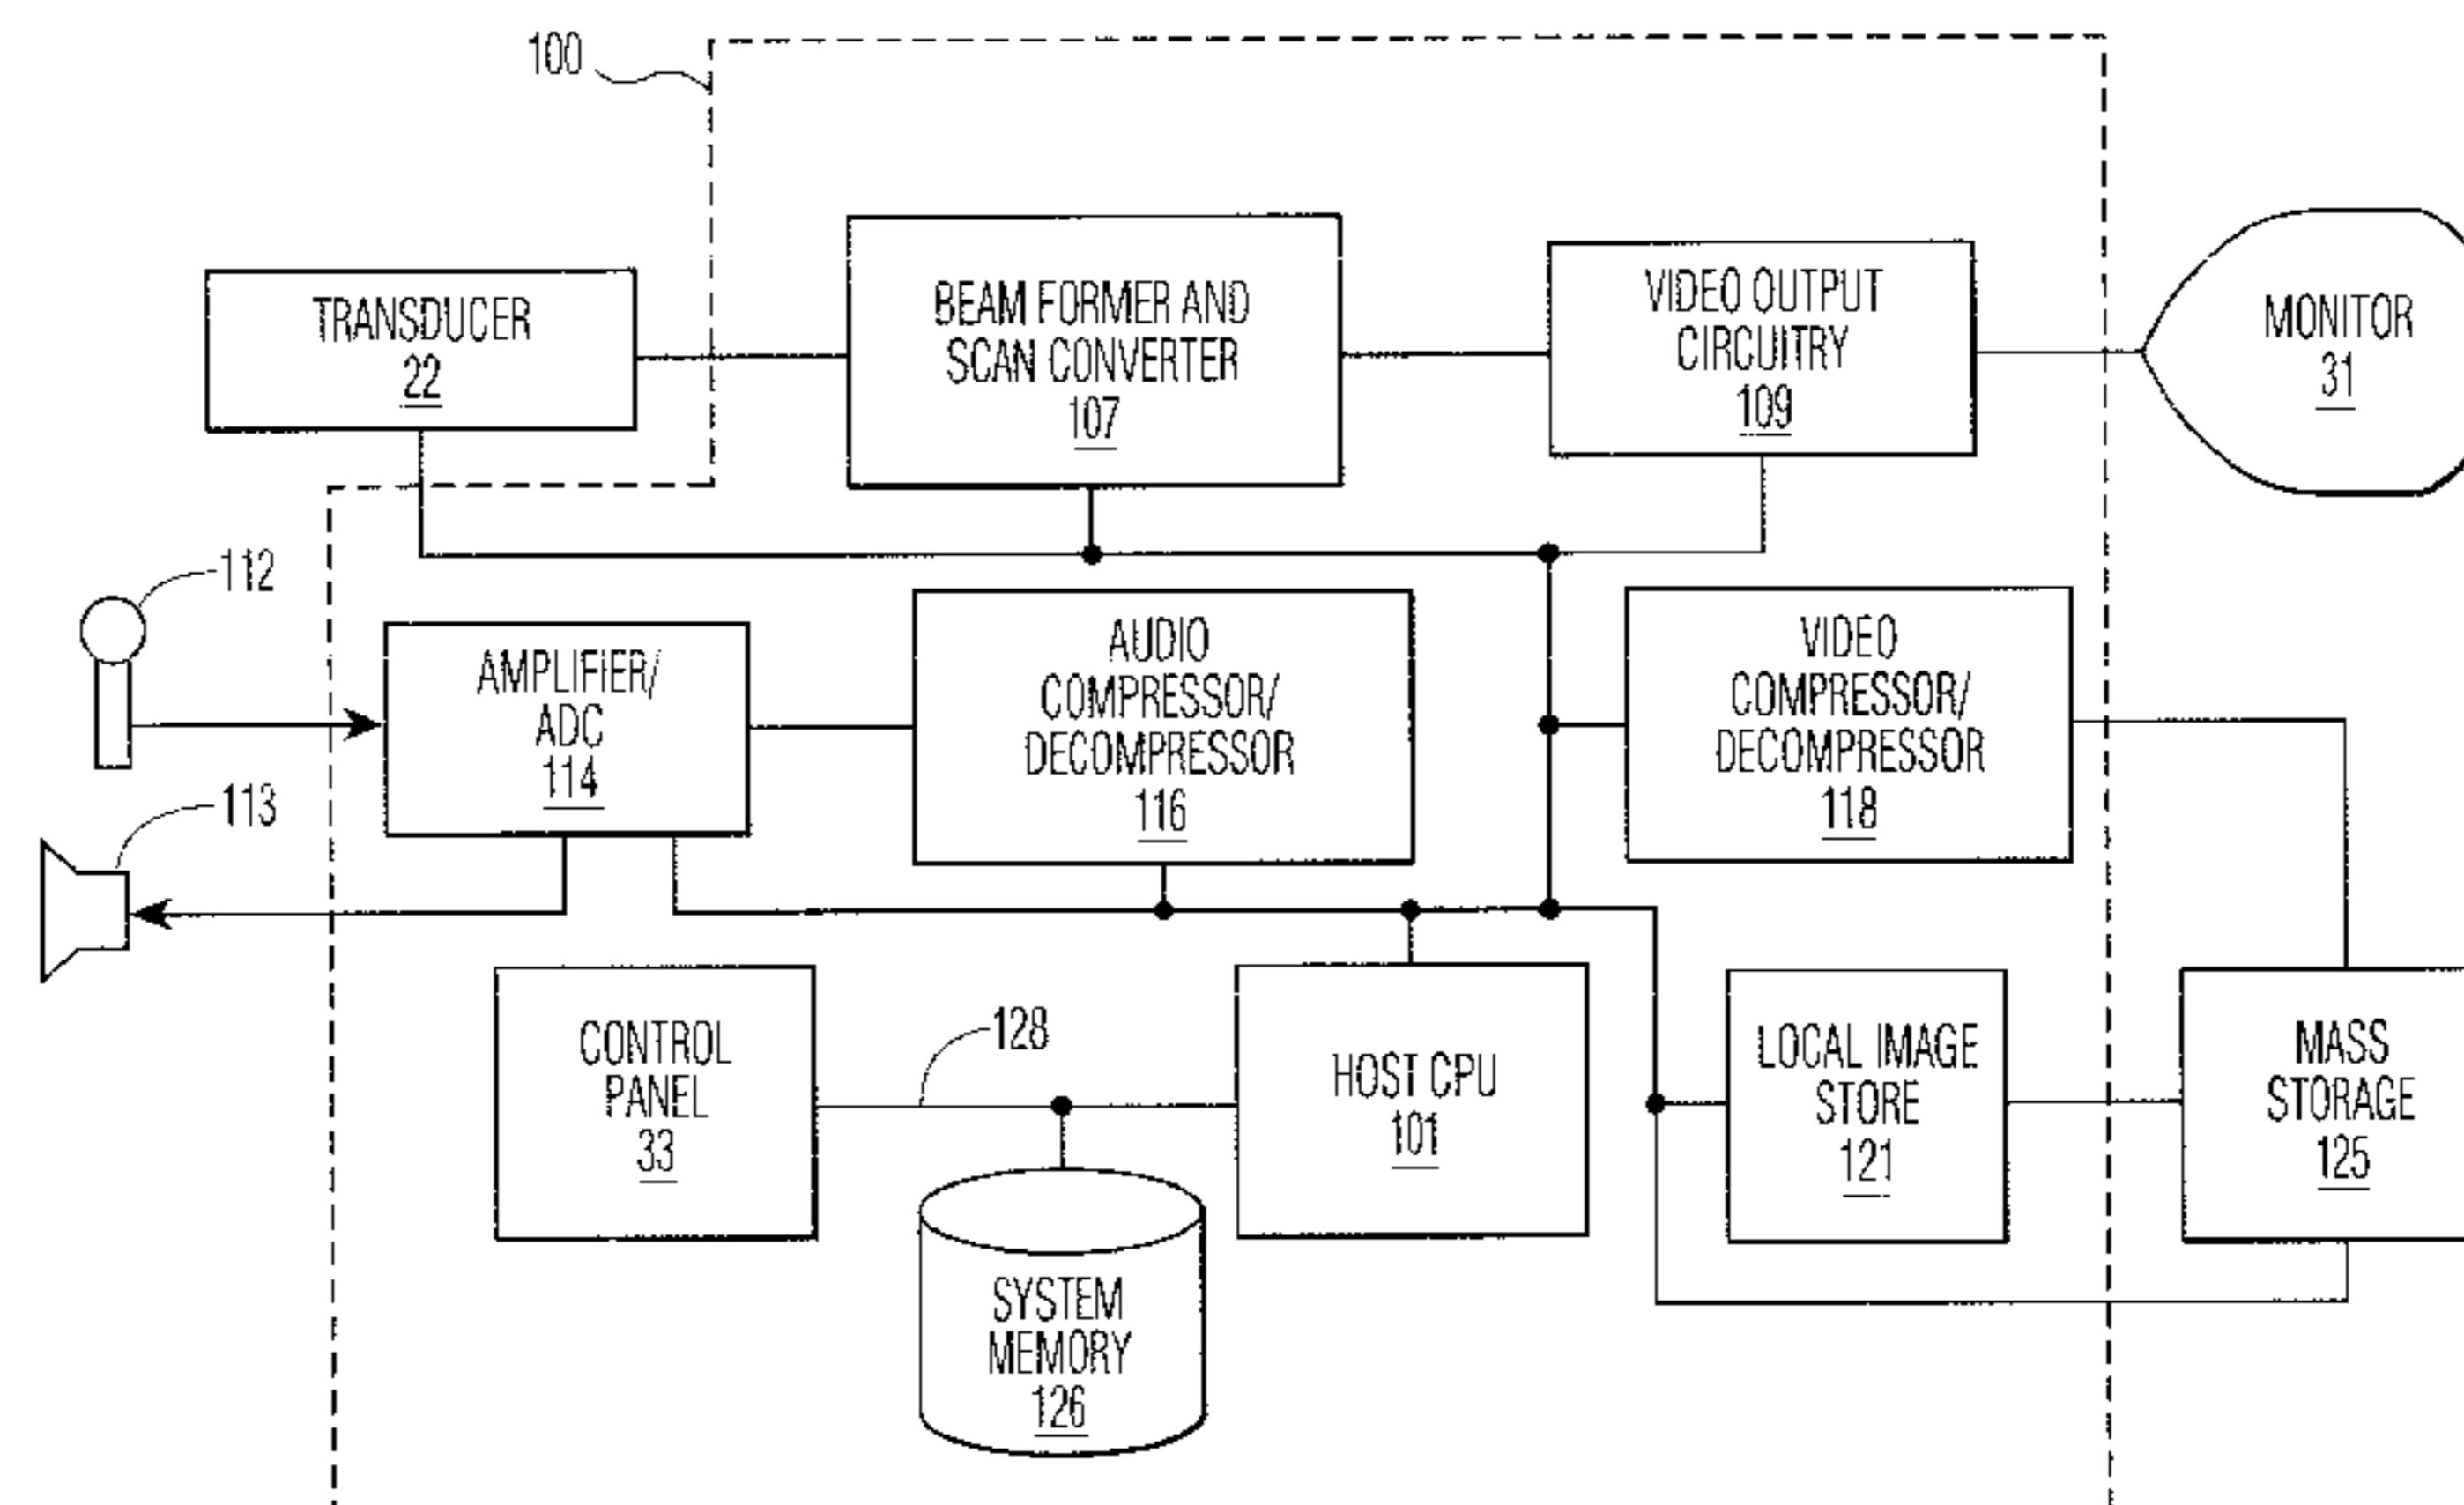 100
TRANSDUCER
22
BEAM FORMER AND
SCAN CONVERTER
107
VIDEO OUTPUT
CIRCUITRY
109
MONITOR
31
112
113
AMPLIFIER/
ADC
114
AUDIO
COMPRESSOR/
DECOMPRESSOR
116
VIDEO
COMPRESSOR/
DECOMPRESSOR
118
CONTROL
PANEL
33
128
HOST CPU
101
LOCAL IMAGE
STORE
121
MASS
STORAGE
125
SYSTEM
MEMORY
126